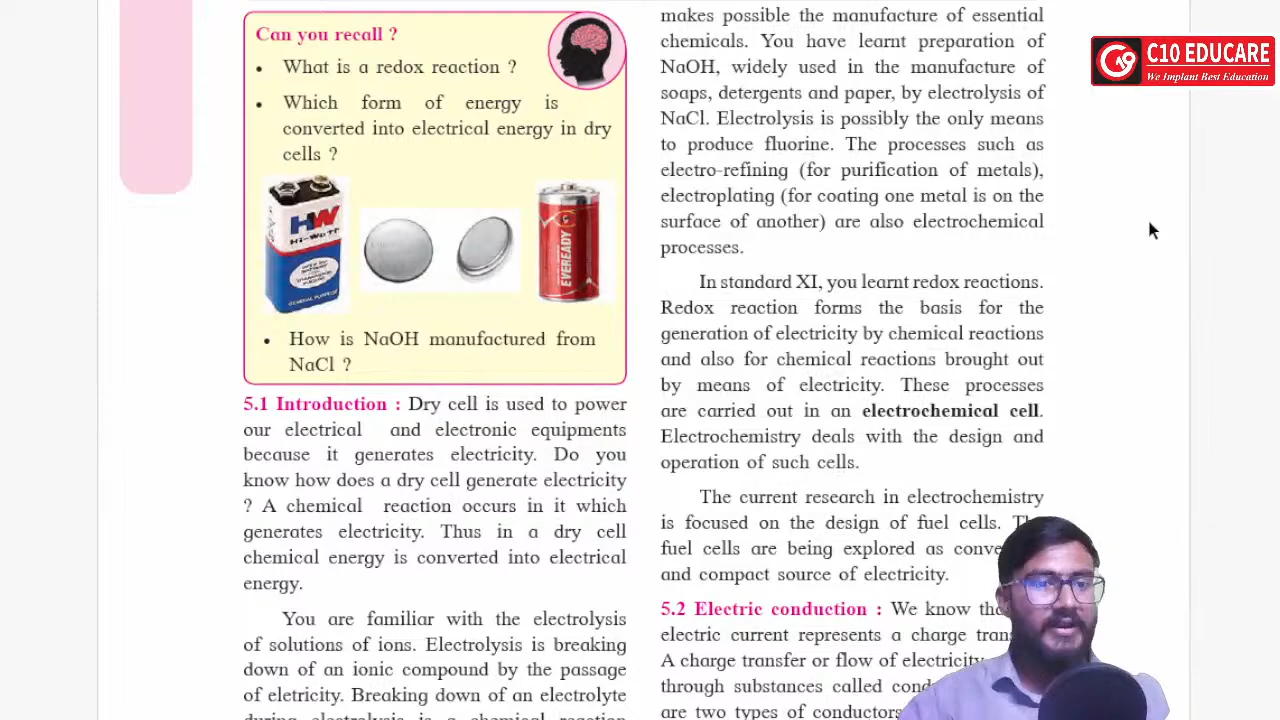 Can you recall ?
• What is a redox reaction ?
• Which form of energy is
converted into electrical energy in dry
cells ?
HW
Hi-Watt
GENERAL PURPOSE
EVEREADY
• How is NaOH manufactured from
NaCl ?
5.1 Introduction : Dry cell is used to power
our electrical and electronic equipments
because it generates electricity. Do you
know how does a dry cell generate electricity
? A chemical reaction occurs in it which
generates electricity. Thus in a dry cell
chemical energy is converted into electrical
energy.
You are familiar with the electrolysis
of solutions of ions. Electrolysis is breaking
down of an ionic compound by the passage
of eletricity. Breaking down of an electrolyte
during electrolysis is a chemical reaction
makes possible the manufacture of essential
chemicals. You have learnt preparation of
NaOH, widely used in the manufacture of
soaps, detergents and paper, by electrolysis of
NaCl. Electrolysis is possibly the only means
to produce fluorine. The processes such as
electro-refining (for purification of metals),
electroplating (for coating one metal is on the
surface of another) are also electrochemical
processes.
In standard XI, you learnt redox reactions.
Redox reaction forms the basis for the
generation of electricity by chemical reactions
and also for chemical reactions brought out
by means of electricity. These processes
are carried out in an electrochemical cell.
Electrochemistry deals with the design and
operation of such cells.
The current research in electrochemistry
is focused on the design of fuel cells.
fuel cells are being explored as
and compact source of electricity.
5.2 Electric conduction : We know
electric current represents a charge
A charge transfer or flow of electricity
through substances called
are two types of conductors
C10 EDUCARE
We Implant Best Education